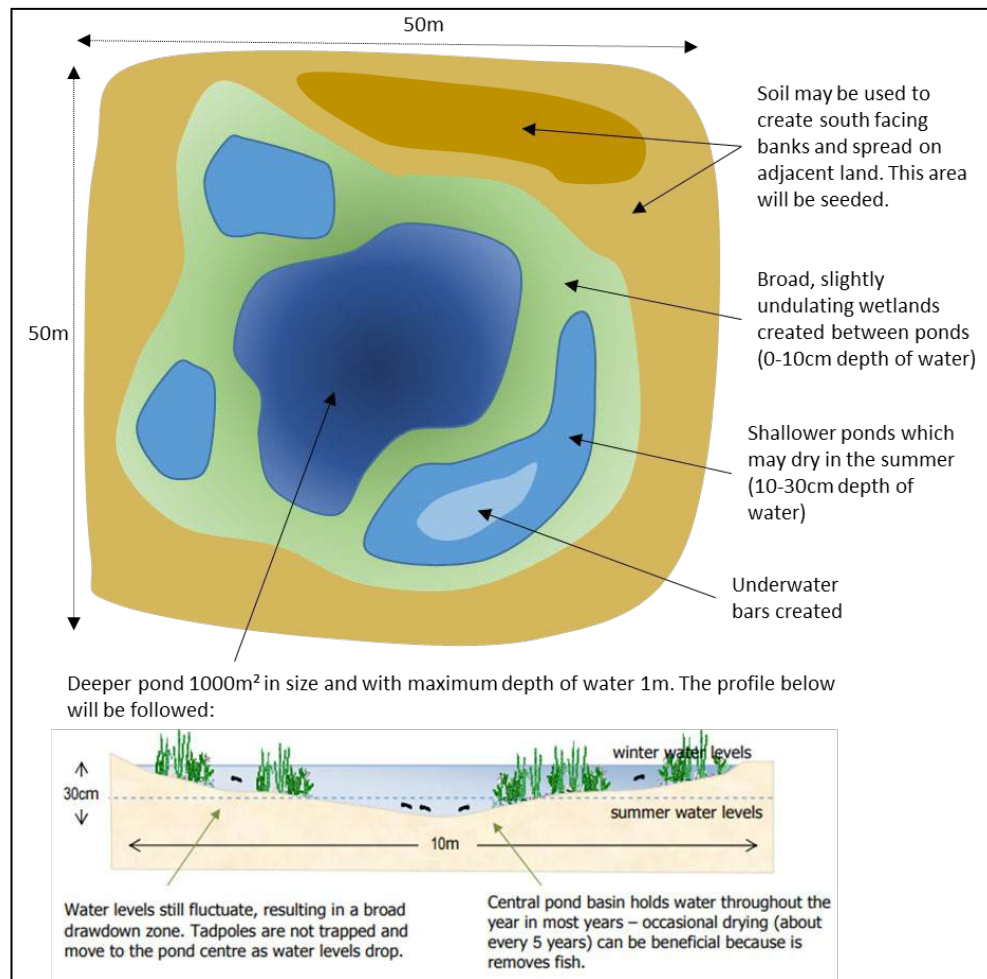 50m
50m
Soil may be used to
create south facing
banks and spread on
adjacent land. This area
will be seeded.
Broad, slightly
undulating wetlands
created between ponds
(0-10cm depth of water)
Shallower ponds which
may dry in the summer
(10-30cm depth of
water)
Underwater
bars created
Deeper pond 1000m² in size and with maximum depth of water 1m. The profile below
will be followed:
winter water levels
30cm
summer water levels
10m
Water levels still fluctuate, resulting in a broad
drawdown zone. Tadpoles are not trapped and
move to the pond centre as water levels drop.
Central pond basin holds water throughout the
year in most years – occasional drying (about
every 5 years) can be beneficial because is
removes fish.